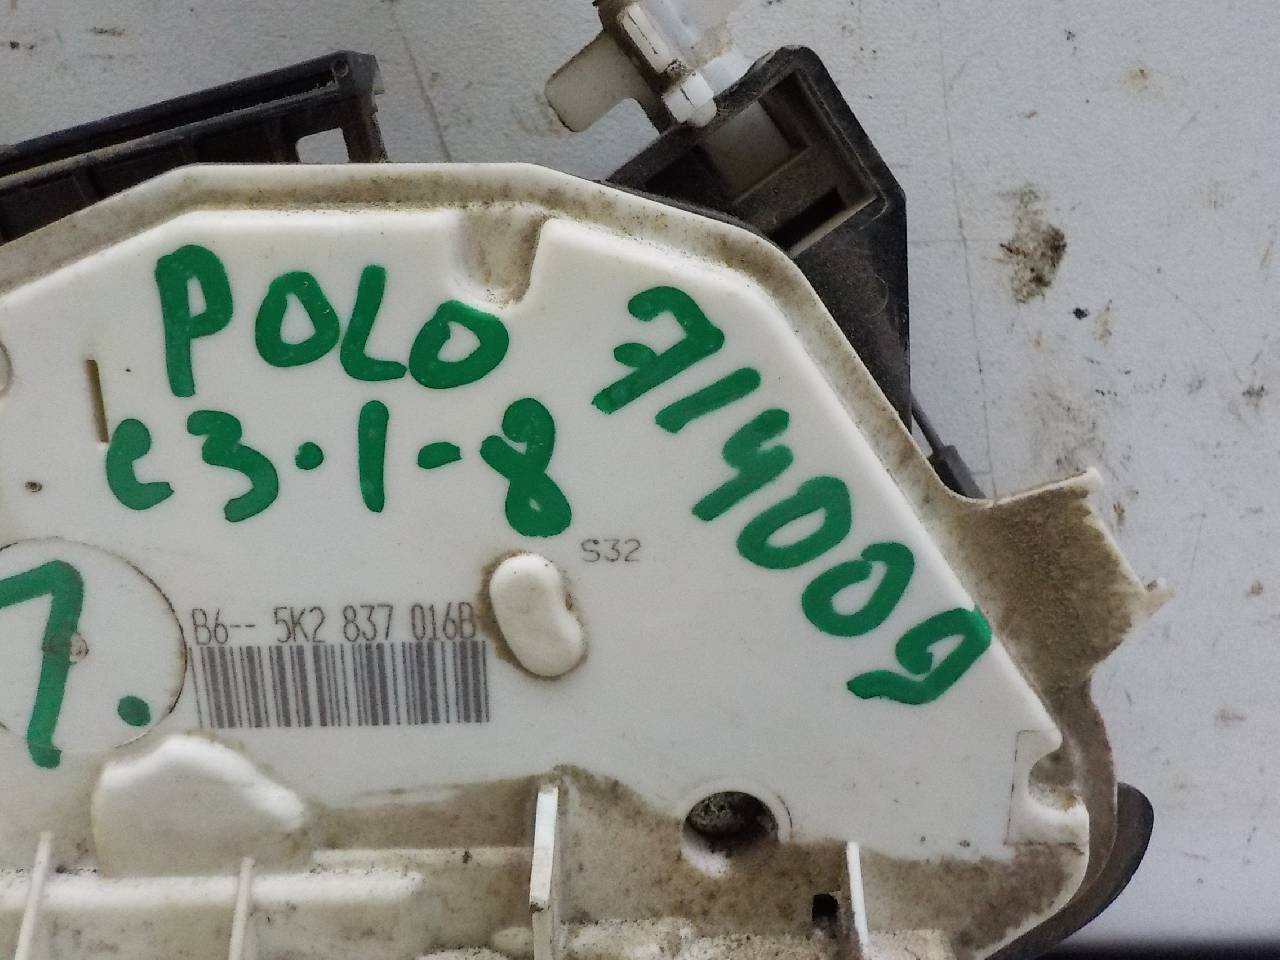 POLO
714009
C3.1-8
S32
7.
B6-- 5K2 837 016B